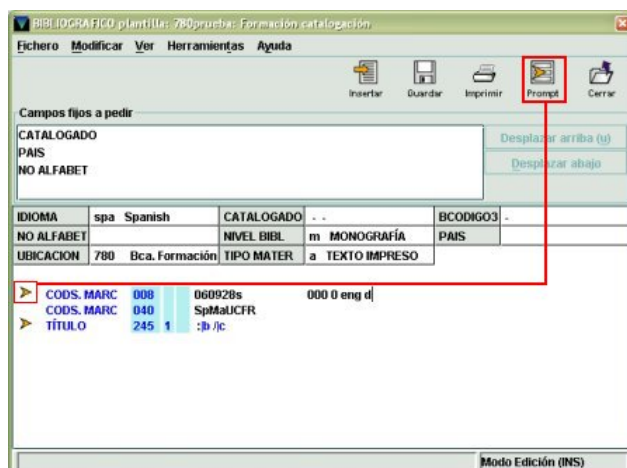 BIBLIOGRAFICO plantilla: 780prueba: Formación catalogación
Fichero Modificar Ver Herramientas Ayuda
Insertar Guardar Imprimir Prompt Cerrar
Campos fijos a pedir
CATALOGADO
PAIS
NO ALFABET
Desplazar arriba (u)
Desplazar abajo
IDIOMA spa Spanish CATALOGADO - - BCODIGO3 -
NO ALFABET NIVEL BIBL m MONOGRAFÍA PAIS
UBICACION 780 Bca. Formación TIPO MATER a TEXTO IMPRESO
CODS. MARC 008 060928s 000 0 eng d
CODS. MARC 040 SpMaUCFR
TÍTULO 245 1 :|b /|c
Modo Edición (INS)